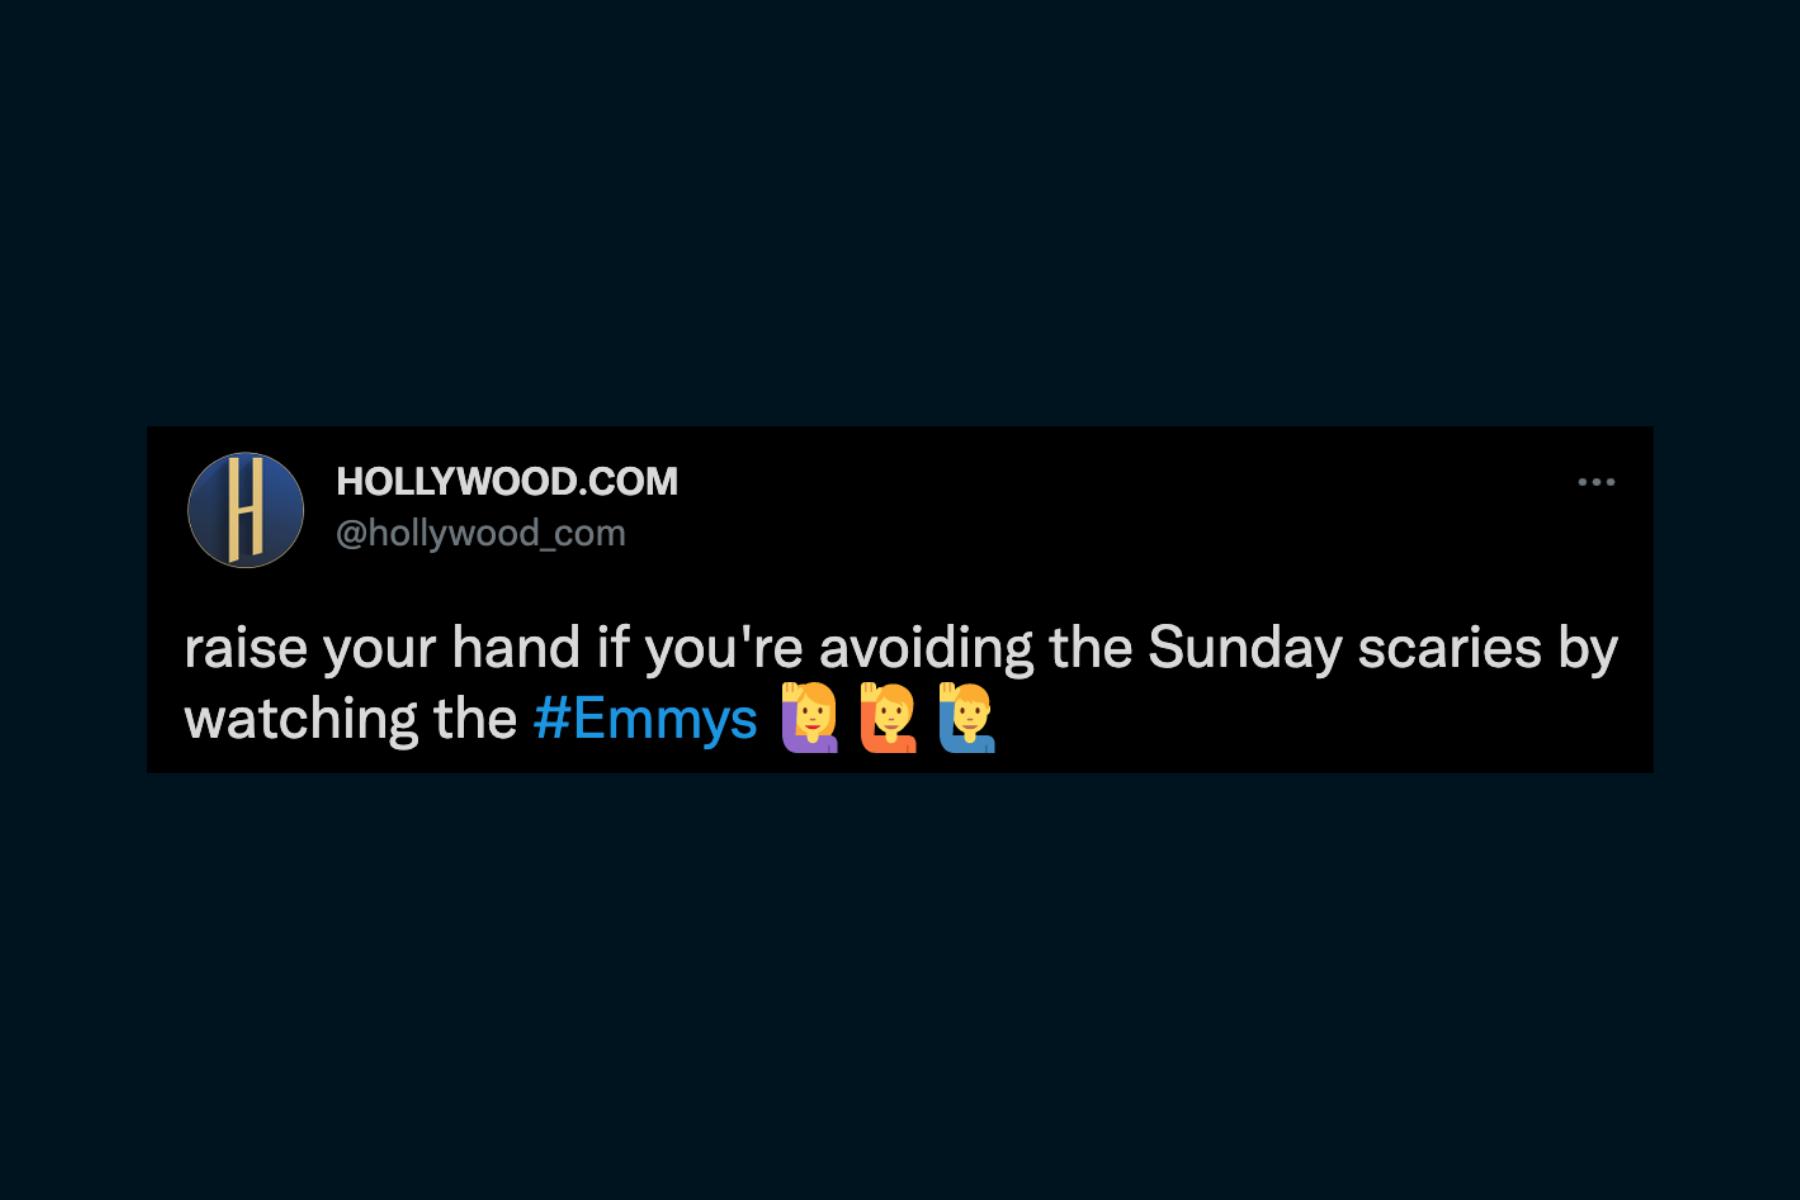 H
HOLLYWOOD.COM
@hollywood_com
raise your hand if you're avoiding the Sunday scaries by
watching the #Emmys 🙋‍♀️ 🙋 🙋‍♂️